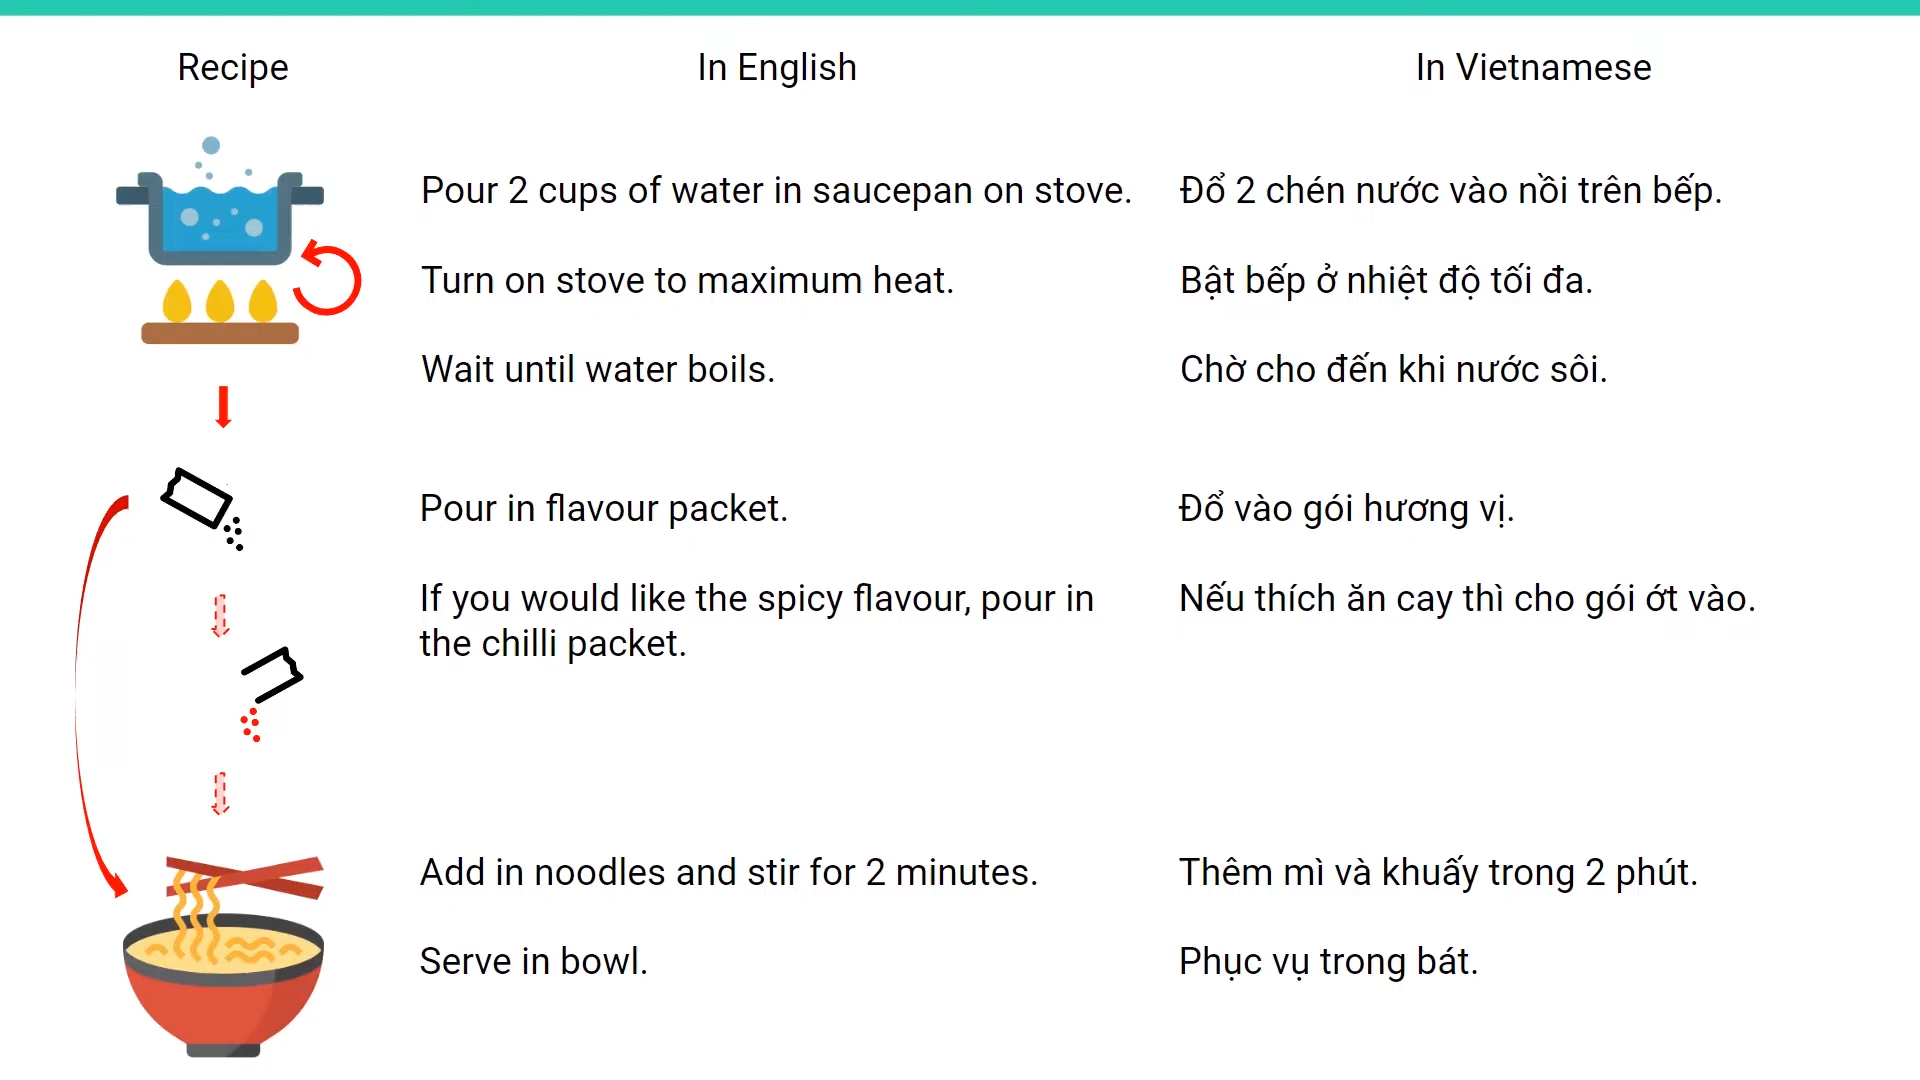 Recipe
In English
In Vietnamese
Pour 2 cups of water in saucepan on stove.
Đổ 2 chén nước vào nồi trên bếp.
Turn on stove to maximum heat.
Bật bếp ở nhiệt độ tối đa.
Wait until water boils.
Chờ cho đến khi nước sôi.
Pour in flavour packet.
Đổ vào gói hương vị.
If you would like the spicy flavour, pour in
the chilli packet.
Nếu thích ăn cay thì cho gói ớt vào.
Add in noodles and stir for 2 minutes.
Thêm mì và khuấy trong 2 phút.
Serve in bowl.
Phục vụ trong bát.